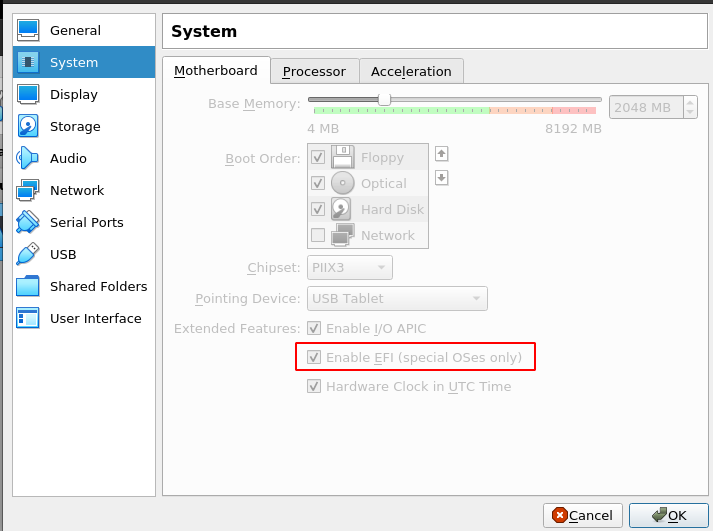 General
System
Display
Storage
Audio
Network
Serial Ports
USB
Shared Folders
User Interface
System
Motherboard
Processor
Acceleration
Base Memory:
2048 MB
4 MB
8192 MB
Boot Order:
Floppy
Optical
Hard Disk
Network
Chipset:
PIIX3
Pointing Device:
USB Tablet
Extended Features:
Enable I/O APIC
Enable EFI (special OSes only)
Hardware Clock in UTC Time
Cancel
OK